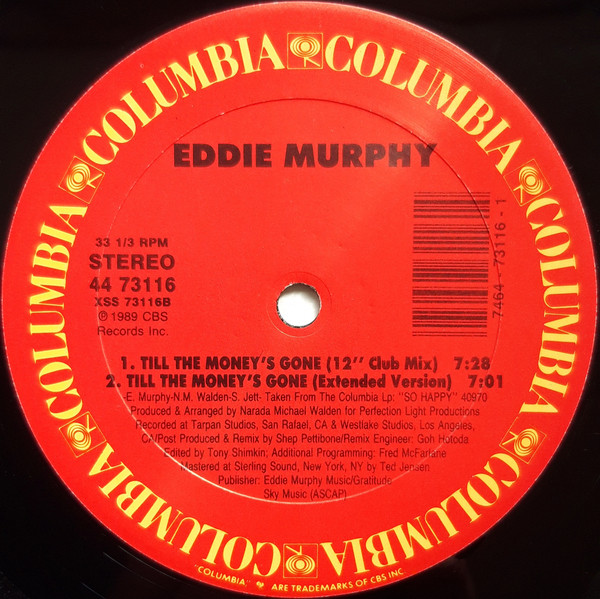 COLUMBIA COLUMBIA COLUMBIA COLUMBIA COLUMBIA COLUMBIA COLUMBIA COLUMBIA
EDDIE MURPHY
33 1/3 RPM
STEREO
44 73116
XSS 73116B
℗ 1989 CBS
Records Inc.
7464 - 73116 - 1
1. TILL THE MONEY'S GONE (12'' Club Mix) 7:28
2. TILL THE MONEY'S GONE (Extended Version) 7:01
-E. Murphy-N.M. Walden-S. Jett- Taken From The Columbia Lp: "SO HAPPY" 40970
Produced & Arranged by Narada Michael Walden for Perfection Light Productions
Recorded at Tarpan Studios, San Rafael, CA & Westlake Studios, Los Angeles,
CA/Post Produced & Remix by Shep Pettibone/Remix Engineer: Goh Hotoda
Edited by Tony Shimkin; Additional Programming: Fred McFarlane
Mastered at Sterling Sound, New York, NY by Ted Jensen
Publisher: Eddie Murphy Music/Gratitude
Sky Music (ASCAP)
"COLUMBIA," ARE TRADEMARKS OF CBS INC.